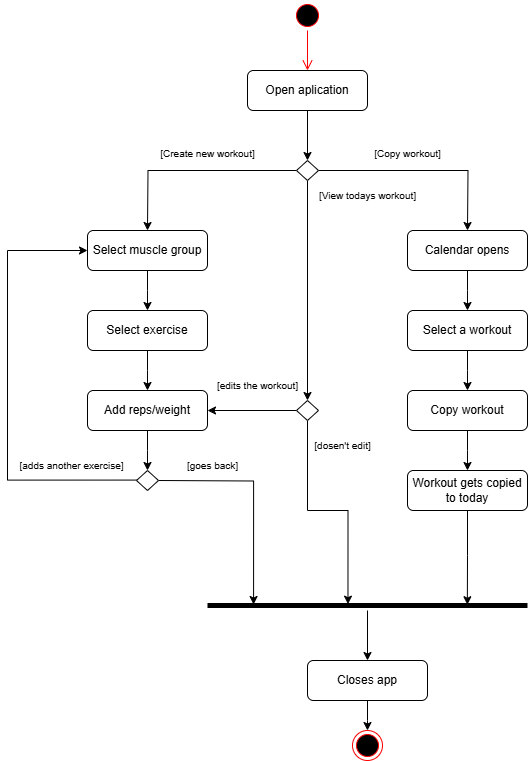 Open aplication
[Create new workout]
[Copy workout]
[View todays workout]
Select muscle group
Calendar opens
Select exercise
Select a workout
[edits the workout]
Add reps/weight
Copy workout
[dosen't edit]
[adds another exercise]
[goes back]
Workout gets copied
to today
Closes app